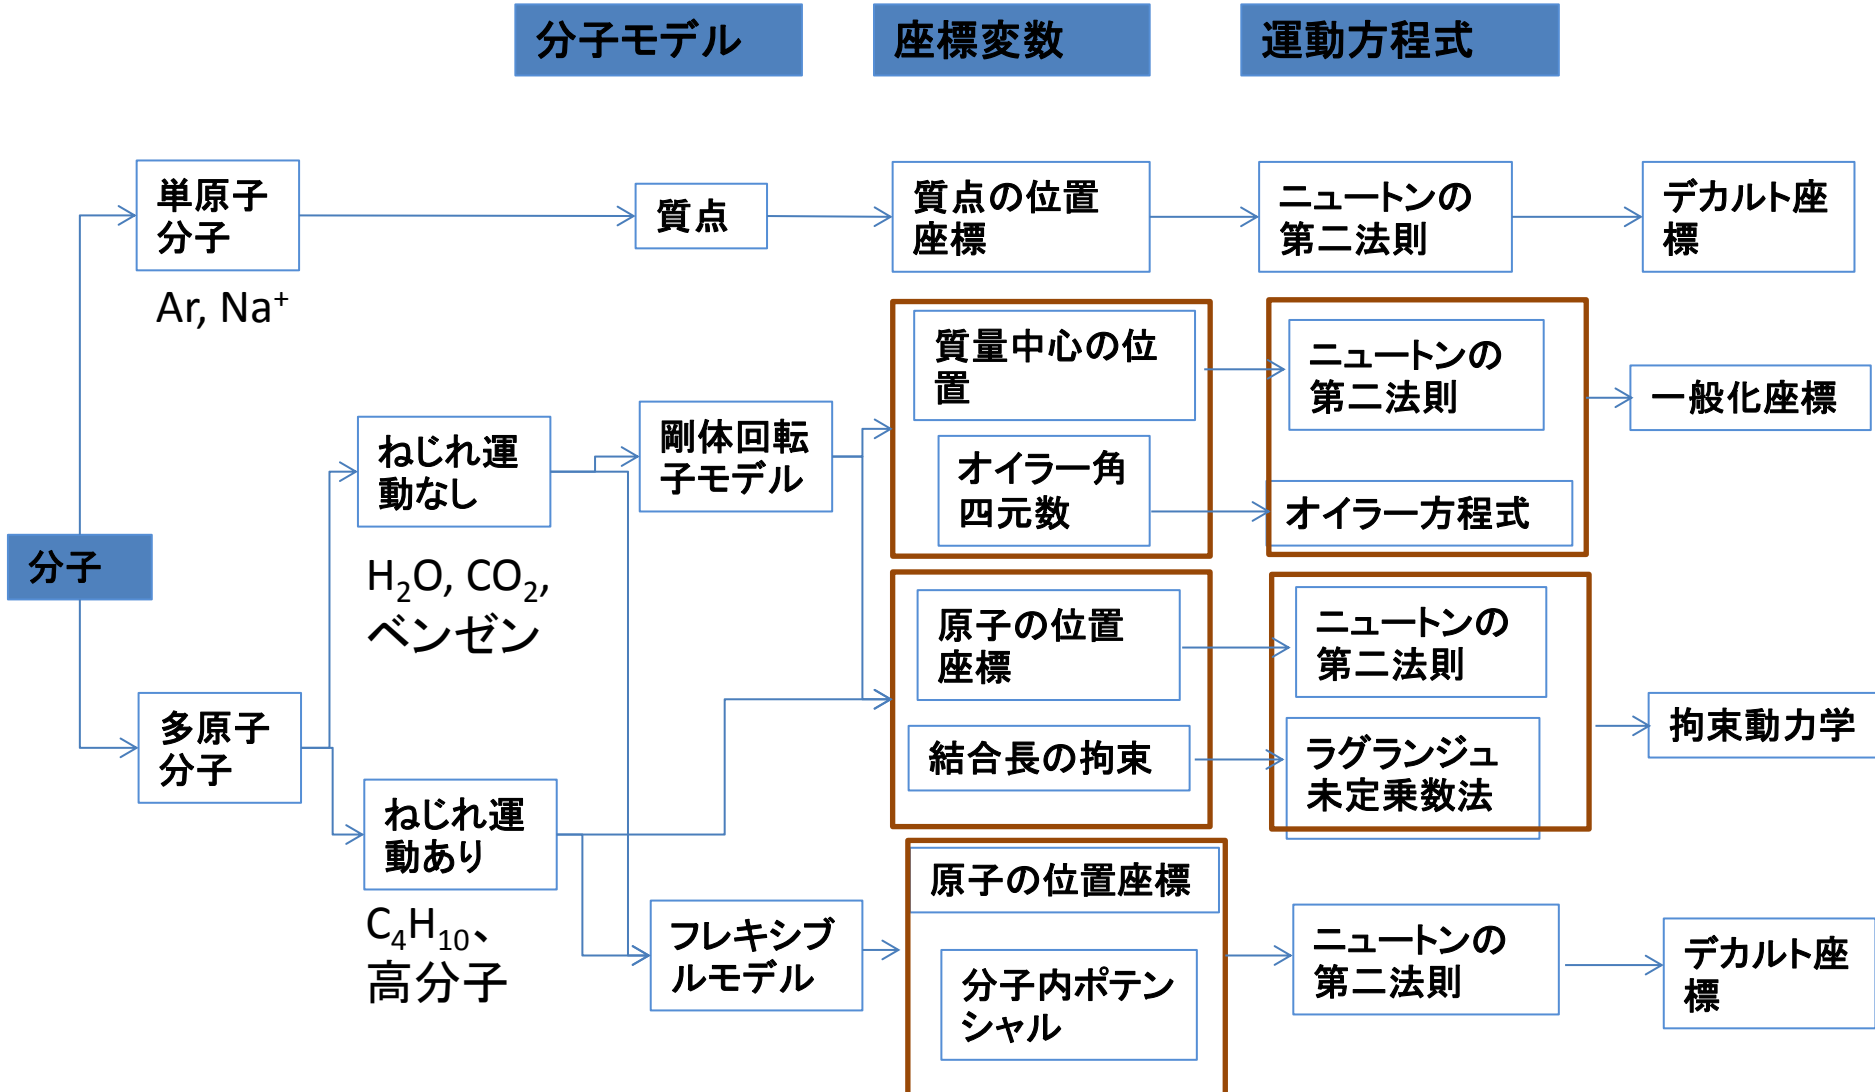 分子モデル
座標変数
運動方程式
単原子
分子
質点
質点の位置
座標
ニュートンの
第二法則
デカルト座
標
Ar, Na⁺
質量中心の位
置
ニュートンの
第二法則
一般化座標
ねじれ運
動なし
剛体回転
子モデル
オイラー角
四元数
オイラー方程式
分子
H₂O, CO₂,
ベンゼン
原子の位置
座標
ニュートンの
第二法則
多原子
分子
結合長の拘束
ラグランジュ
未定乗数法
拘束動力学
ねじれ運
動あり
原子の位置座標
C₄H₁₀、
高分子
フレキシブ
ルモデル
分子内ポテン
シャル
ニュートンの
第二法則
デカルト座
標